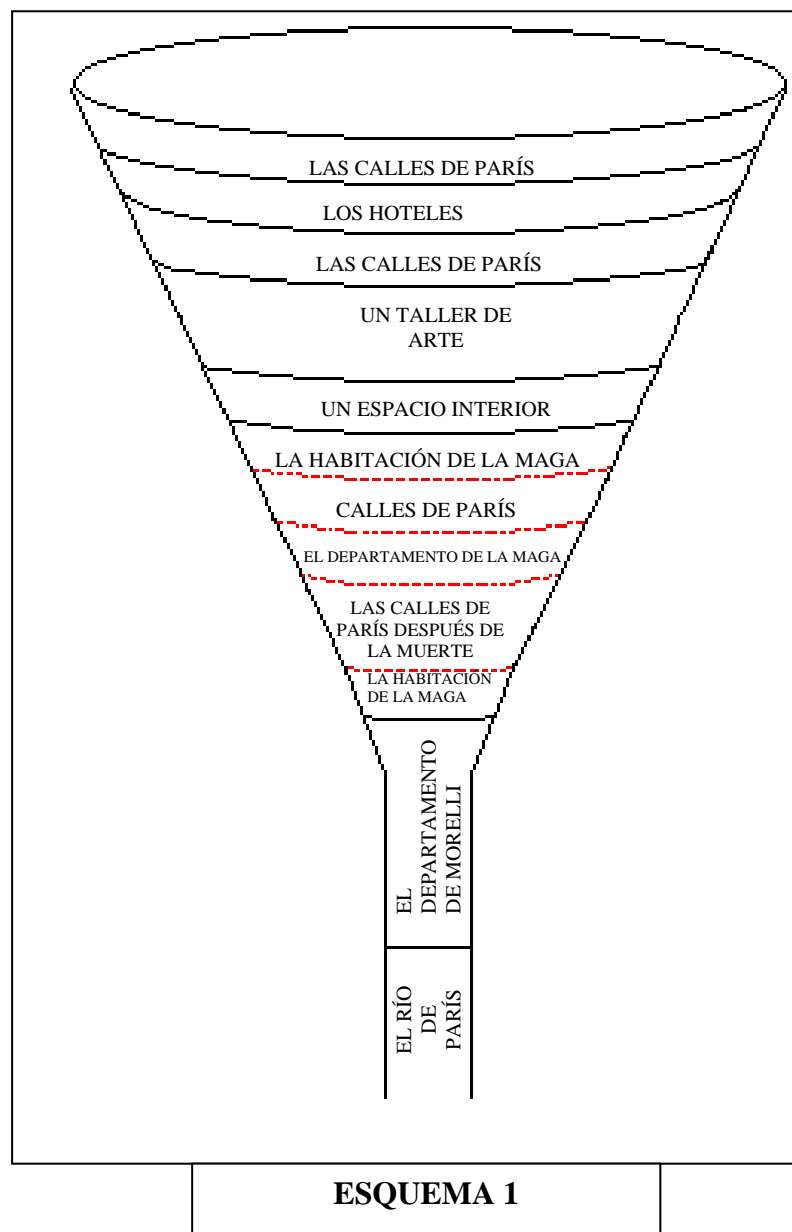 LAS CALLES DE PARÍS
LOS HOTELES
LAS CALLES DE PARÍS
UN TALLER DE
ARTE
UN ESPACIO INTERIOR
LA HABITACIÓN DE LA MAGA
CALLES DE PARÍS
EL DEPARTAMENTO DE LA MAGA
LAS CALLES DE
PARÍS DESPUÉS DE
LA MUERTE
LA HABITACIÓN
DE LA MAGA
EL
DEPARTAMENTO
DE MORELLI
EL RÍO
DE
PARÍS
ESQUEMA 1